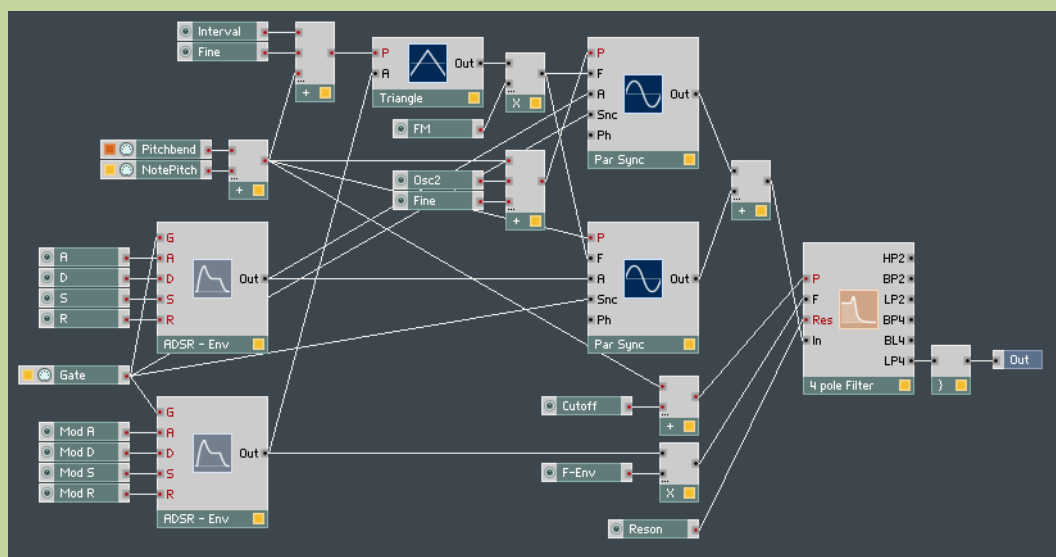 Interval
Fine
...
+
P
A
Out
Triangle
FM
X
P
F
A
Snc
Ph
Out
Par Sync
Pitchbend
NotePitch
...
+
Osc2
Fine
...
+
...
+
G
A
D
S
R
A
D
S
R
Out
ADSR - Env
P
F
A
Snc
Ph
Out
Par Sync
Gate
Mod A
Mod D
Mod S
Mod R
G
A
D
S
R
Out
ADSR - Env
Cutoff
...
+
F-Env
...
X
Reson
P
F
Res
In
HP2
BP2
LP2
BP4
BL4
LP4
4 pole Filter
}
Out